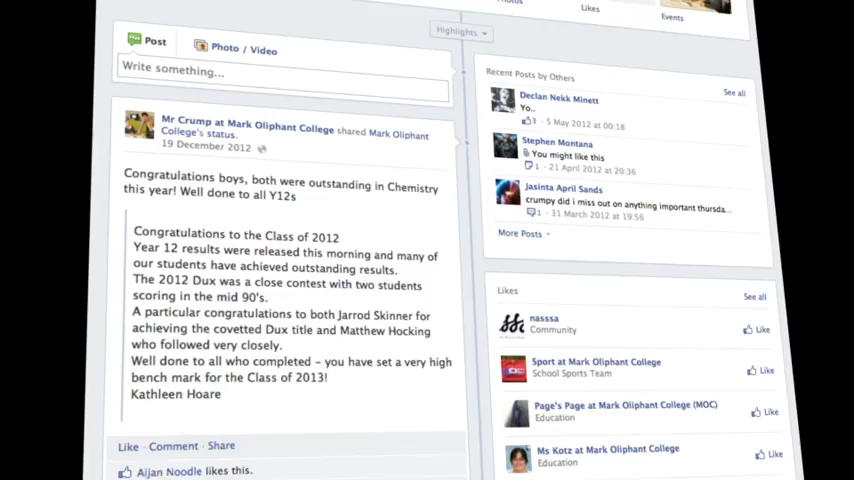 Likes
Events
Highlights
Post
Photo / Video
Write something...
Mr Crump at Mark Oliphant College shared Mark Oliphant
College's status.
19 December 2012
Congratulations boys, both were outstanding in Chemistry
this year! Well done to all Y12s
Congratulations to the Class of 2012
Year 12 results were released this morning and many of
our students have achieved outstanding results.
The 2012 Dux was a close contest with two students
scoring in the mid 90's.
A particular congratulations to both Jarrod Skinner for
achieving the covetted Dux title and Matthew Hocking
who followed very closely.
Well done to all who completed - you have set a very high
bench mark for the Class of 2013!
Kathleen Hoare
Like · Comment · Share
Aijan Noodle likes this.
Recent Posts by Others
See all
Declan Nekk Minett
Yo..
3 · 5 May 2012 at 00:18
Stephen Montana
You might like this
1 · 21 April 2012 at 20:36
Jasinta April Sands
crumpy did i miss out on anything important thursda...
1 · 31 March 2012 at 19:56
More Posts
Likes
See all
nasssa
Community
Like
Sport at Mark Oliphant College
School Sports Team
Like
Page's Page at Mark Oliphant College (MOC)
Education
Like
Ms Kotz at Mark Oliphant College
Education
Like